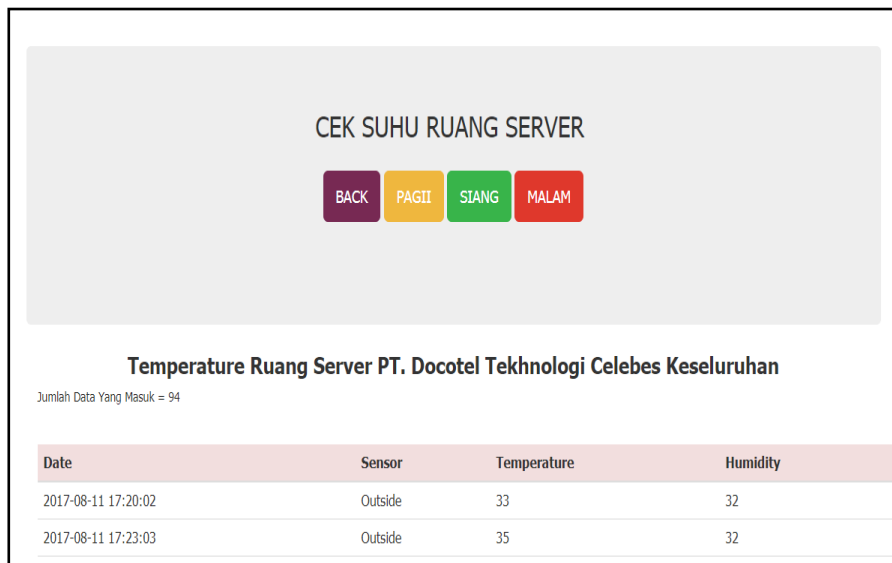 CEK SUHU RUANG SERVER
BACK PAGII SIANG MALAM
Temperature Ruang Server PT. Docotel Tekhnologi Celebes Keseluruhan
Jumlah Data Yang Masuk = 94
Date Sensor Temperature Humidity
2017-08-11 17:20:02 Outside 33 32
2017-08-11 17:23:03 Outside 35 32